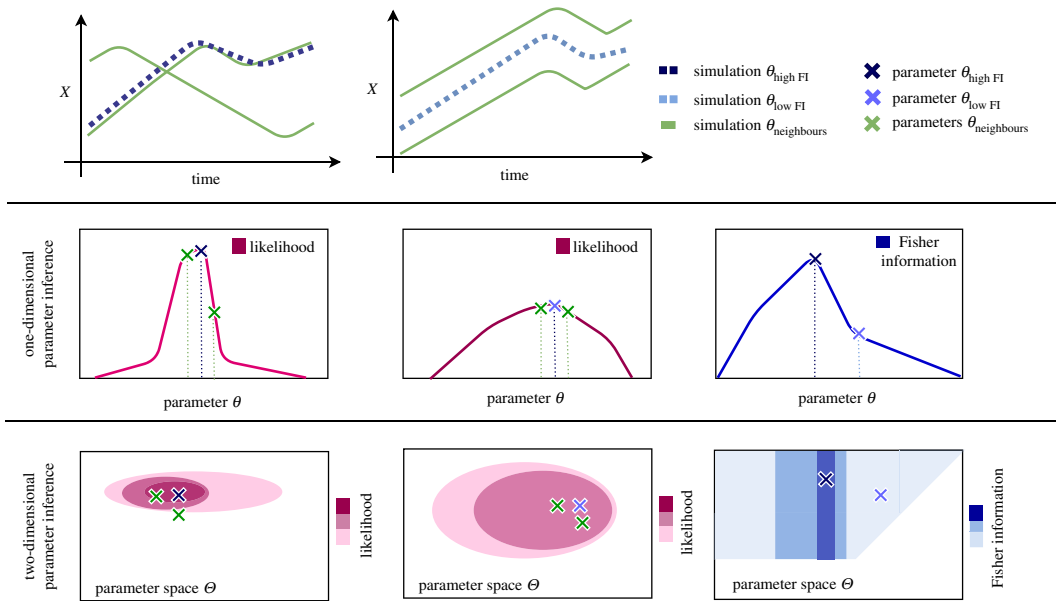 X
time
X
time
simulation θhigh FI
simulation θlow FI
simulation θneighbours
parameter θhigh FI
parameter θlow FI
parameters θneighbours
one-dimensional
parameter inference
likelihood
parameter θ
likelihood
parameter θ
Fisher
information
parameter θ
two-dimensional
parameter inference
parameter space Θ
likelihood
parameter space Θ
likelihood
parameter space Θ
Fisher information